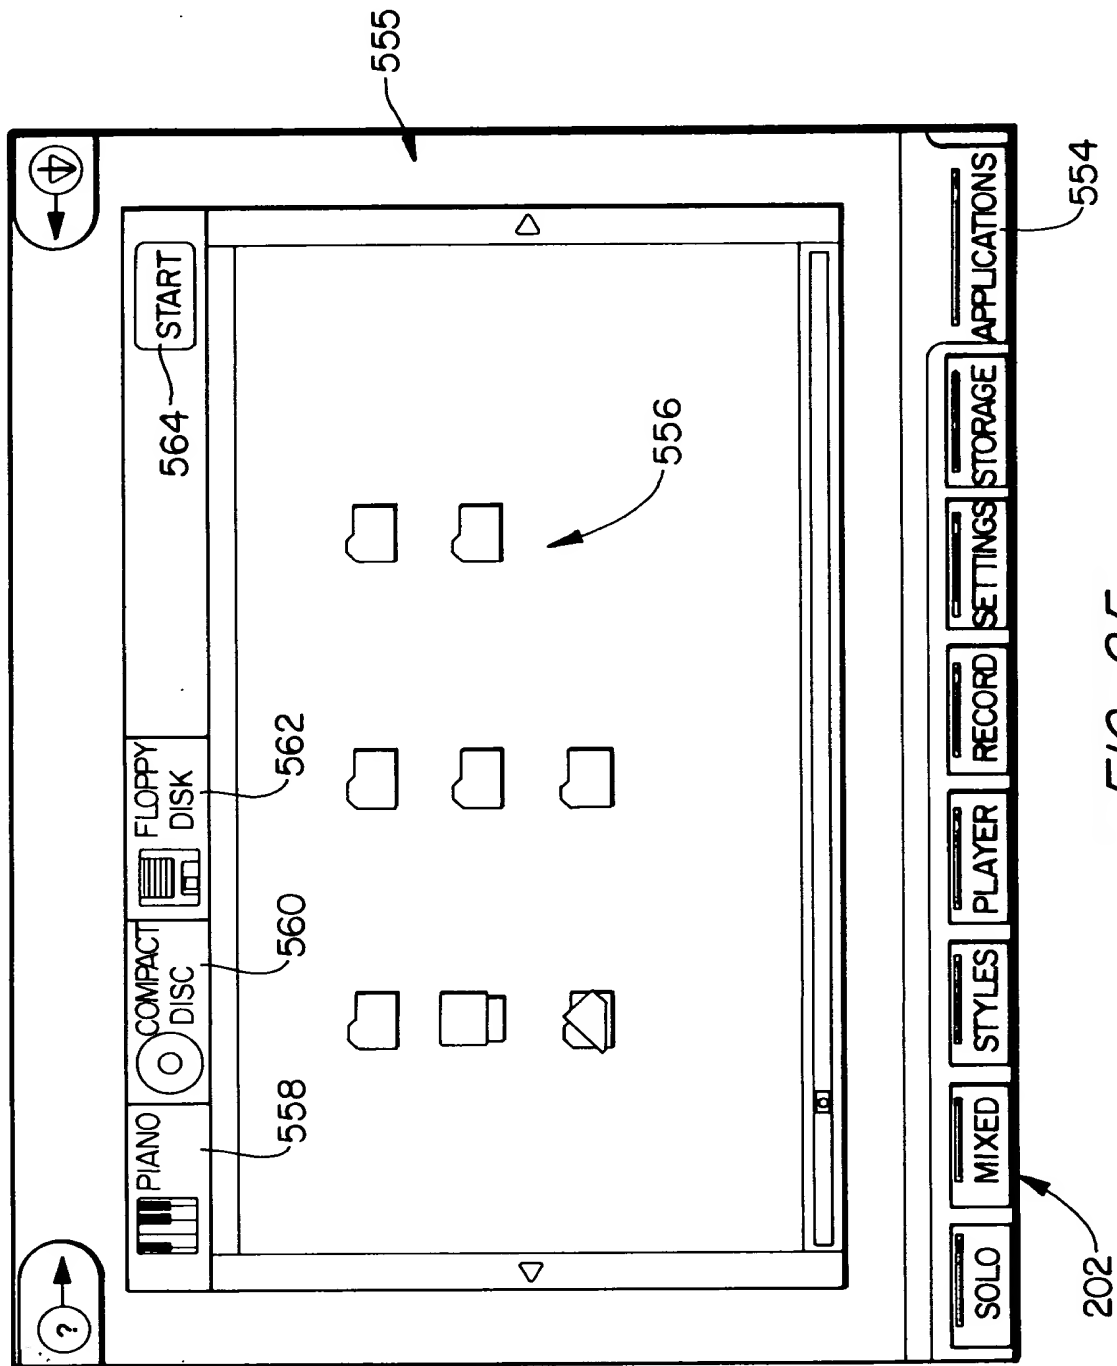 ?
PIANO
COMPACT
DISC
FLOPPY
DISK
START
564
558
560
562
555
556
SOLO
MIXED
STYLES
PLAYER
RECORD
SETTINGS
STORAGE
APPLICATIONS
202
554
FIG.